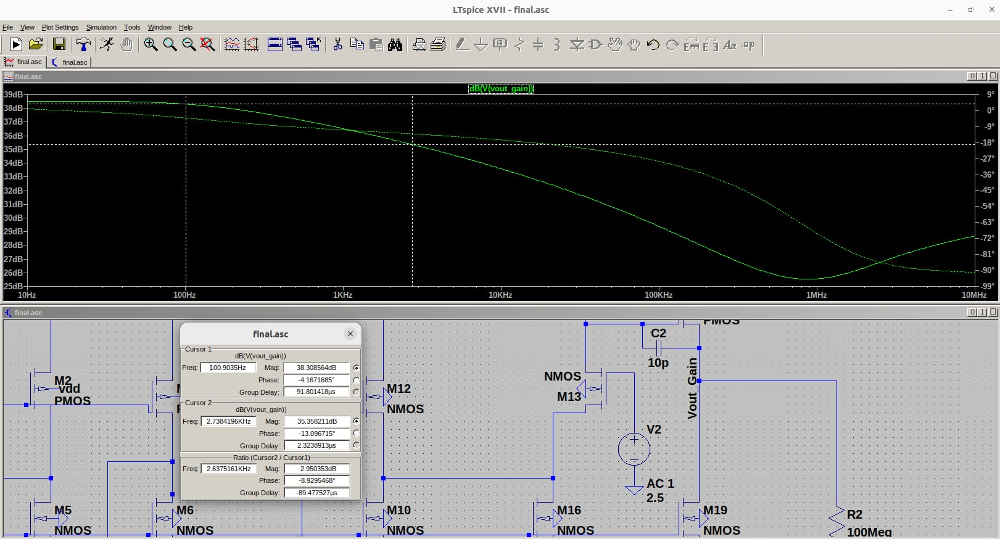 LTspice XVII - final.asc
File View Plot Settings Simulation Tools Window Help
final.asc final.asc
final.asc
dB(V(vout_gain))
39dB 9°
38dB 0°
37dB -9°
36dB -18°
35dB -27°
34dB -36°
33dB -45°
32dB -54°
31dB -63°
30dB -72°
29dB -81°
28dB -90°
27dB -99°
26dB
25dB
10Hz 100Hz 1KHz 10KHz 100KHz 1MHz 10MHz
final.asc
M2
vdd
PMOS
M5
NMOS
M6
NMOS
final.asc
Cursor 1
dB(V(vout_gain))
Freq: 100.9035Hz Mag: 38.308564dB
Phase: -4.1671685°
Group Delay: 91.801418µs
Cursor 2
dB(V(vout_gain))
Freq: 2.7384196KHz Mag: 35.358211dB
Phase: -13.096715°
Group Delay: 2.3238913µs
Ratio (Cursor2 / Cursor1)
Freq: 2.6375161KHz Mag: -2.950353dB
Phase: -8.9295468°
Group Delay: -89.477527µs
M12
NMOS
M10
NMOS
PMOS
C2
10p
Vout_Gain
NMOS
M13
V2
AC 1
2.5
M16
NMOS
M19
NMOS
R2
100Meg